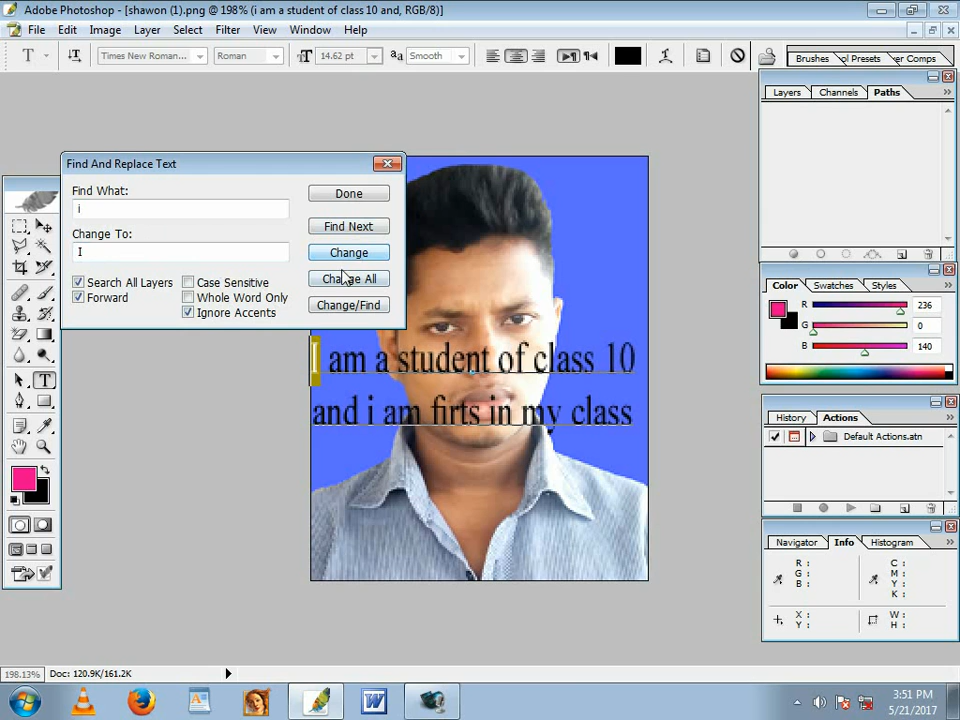 Adobe Photoshop - [shawon (1).png @ 198% (i am a student of class 10 and, RGB/8)]
File Edit Image Layer Select Filter View Window Help
T Times New Roman... Roman T 14.62 pt aa Smooth Brushes ol Presets er Comps
Layers Channels Paths
Find And Replace Text
Find What:
i
Change To:
I
Done
Find Next
Change
Change All
Change/Find
Search All Layers
Forward
Case Sensitive
Whole Word Only
Ignore Accents
I am a student of class 10
and i am firts in my class
Color Swatches Styles
R 236
G 0
B 140
History Actions
Default Actions.atn
Navigator Info Histogram
R :
G :
B :
C :
M :
Y :
K :
X :
Y :
W :
H :
198.13% Doc: 120.9K/161.2K
3:51 PM
5/21/2017